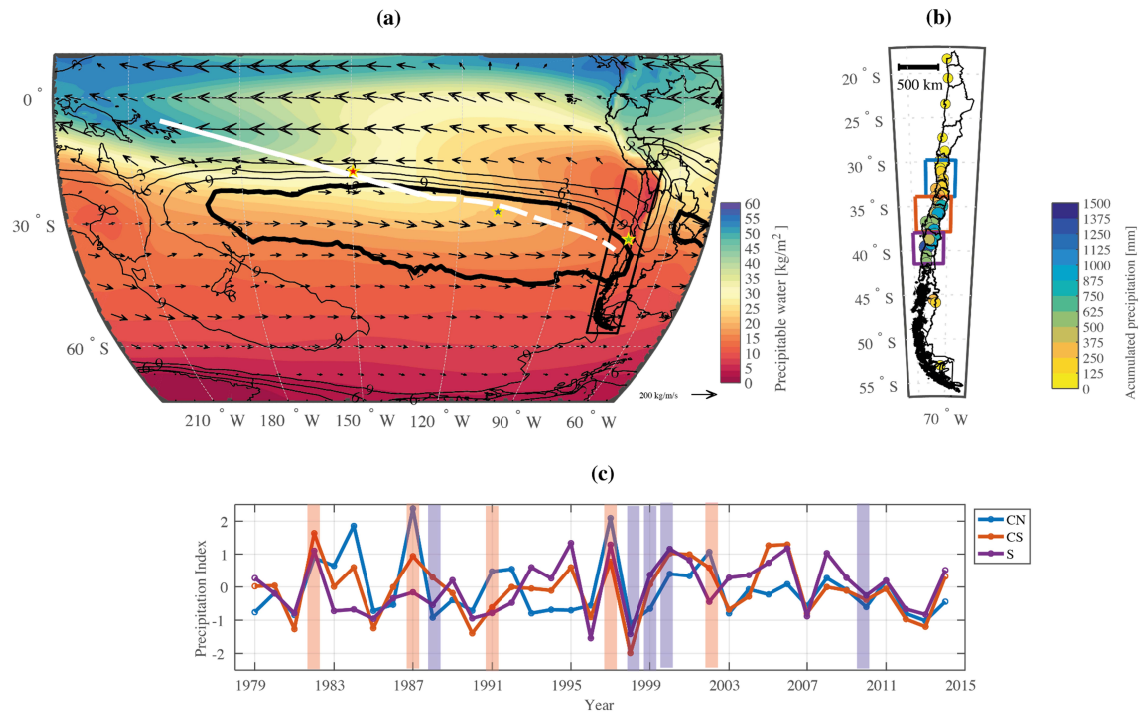 (a)
(b)
0 °
30 ° S
60 ° S
210 ° W
180 ° W
150 ° W
120 ° W
90 ° W
60 ° W
60
55
50
45
40
35
30
25
20
15
10
5
0
Precipitable water [kg/m2]
200 kg/m/s
9
6
3
500 km
20 ° S
25 ° S
30 ° S
35 ° S
40 ° S
45 ° S
50 ° S
55 ° S
70 ° W
1500
1375
1250
1125
1000
875
750
625
500
375
250
125
0
Acumulated precipitation [mm]
(c)
2
1
0
-1
-2
Precipitation Index
CN
CS
S
1979
1983
1987
1991
1995
1999
2003
2007
2011
2015
Year